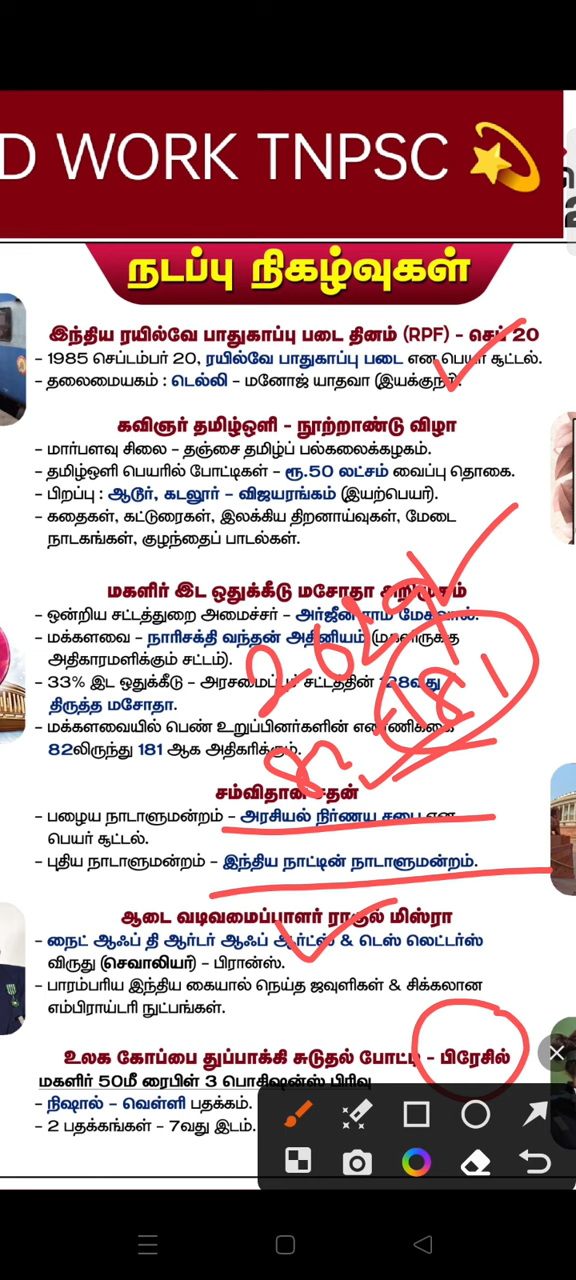 D WORK TNPSC
நடப்பு நிகழ்வுகள்
இந்திய ரயில்வே பாதுகாப்பு படை தினம் (RPF) - செப் 20
- 1985 செப்டம்பர் 20, ரயில்வே பாதுகாப்பு படை என பெயர் சூட்டல்.
- தலைமையகம் : டெல்லி - மனோஜ் யாதவா (இயக்குநர்).
கவிஞர் தமிழ்ஒளி - நூற்றாண்டு விழா
- மார்பளவு சிலை - தஞ்சை தமிழ்ப் பல்கலைக்கழகம்.
- தமிழ்ஒளி பெயரில் போட்டிகள் - ரூ.50 லட்சம் வைப்பு தொகை.
- பிறப்பு : ஆடூர், கடலூர் - விஜயரங்கம் (இயற்பெயர்).
- கதைகள், கட்டுரைகள், இலக்கிய திறனாய்வுகள், மேடை
நாடகங்கள், குழந்தைப் பாடல்கள்.
மகளிர் இட ஒதுக்கீடு மசோதா
- ஒன்றிய சட்டத்துறை அமைச்சர் - அர்ஜீன்ராம் மேகவால்.
- மக்களவை - நாரிசக்தி வந்தன் அதினியம் (மகளிருக்கு
அதிகாரமளிக்கும் சட்டம்).
- 33% இட ஒதுக்கீடு - அரசமைப்புச் சட்டத்தின் 128வது
திருத்த மசோதா.
- மக்களவையில் பெண் உறுப்பினர்களின் எண்ணிக்கை
82லிருந்து 181 ஆக அதிகரிக்கும்.
181
82
சம்விதான் சதன்
- பழைய நாடாளுமன்றம் - அரசியல் நிர்ணய சபை என
பெயர் சூட்டல்.
- புதிய நாடாளுமன்றம் - இந்திய நாட்டின் நாடாளுமன்றம்.
ஆடை வடிவமைப்பாளர் ராகுல் மிஸ்ரா
- நைட் ஆஃப் தி ஆர்டர் ஆஃப் ஆர்ட்ஸ் & டெஸ் லெட்டர்ஸ்
விருது (செவாலியர்) - பிரான்ஸ்.
- பாரம்பரிய இந்திய கையால் நெய்த ஜவுளிகள் & சிக்கலான
எம்பிராய்டரி நுட்பங்கள்.
உலக கோப்பை துப்பாக்கி சுடுதல் போட்டி - பிரேசில்
மகளிர் 50மீ ரைபிள் 3 பொசிஷன்ஸ் பிரிவு
- நிஷால் - வெள்ளி பதக்கம்.
- 2 பதக்கங்கள் - 7வது இடம்.